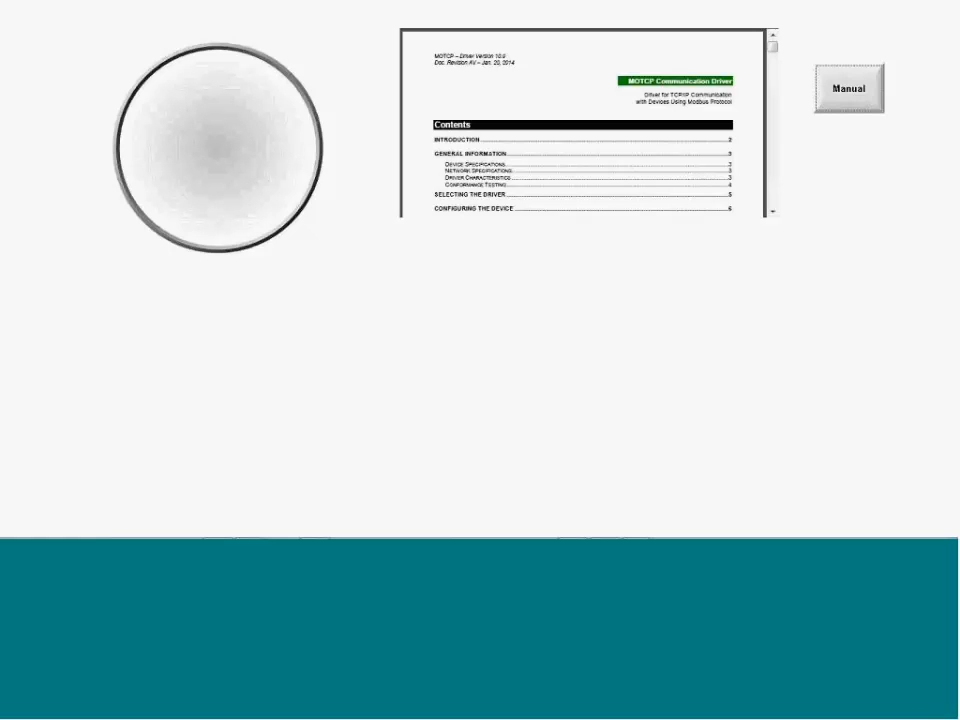 MOTCP – Driver Version 10.6
Doc. Revision AV – Jan. 20, 2014
MOTCP Communication Driver
Driver for TCP/IP Communication
with Devices Using Modbus Protocol
Contents
INTRODUCTION 2
GENERAL INFORMATION 3
DEVICE SPECIFICATIONS 3
NETWORK SPECIFICATIONS 3
DRIVER CHARACTERISTICS 3
CONFORMANCE TESTING 4
SELECTING THE DRIVER 5
CONFIGURING THE DEVICE 6
Manual